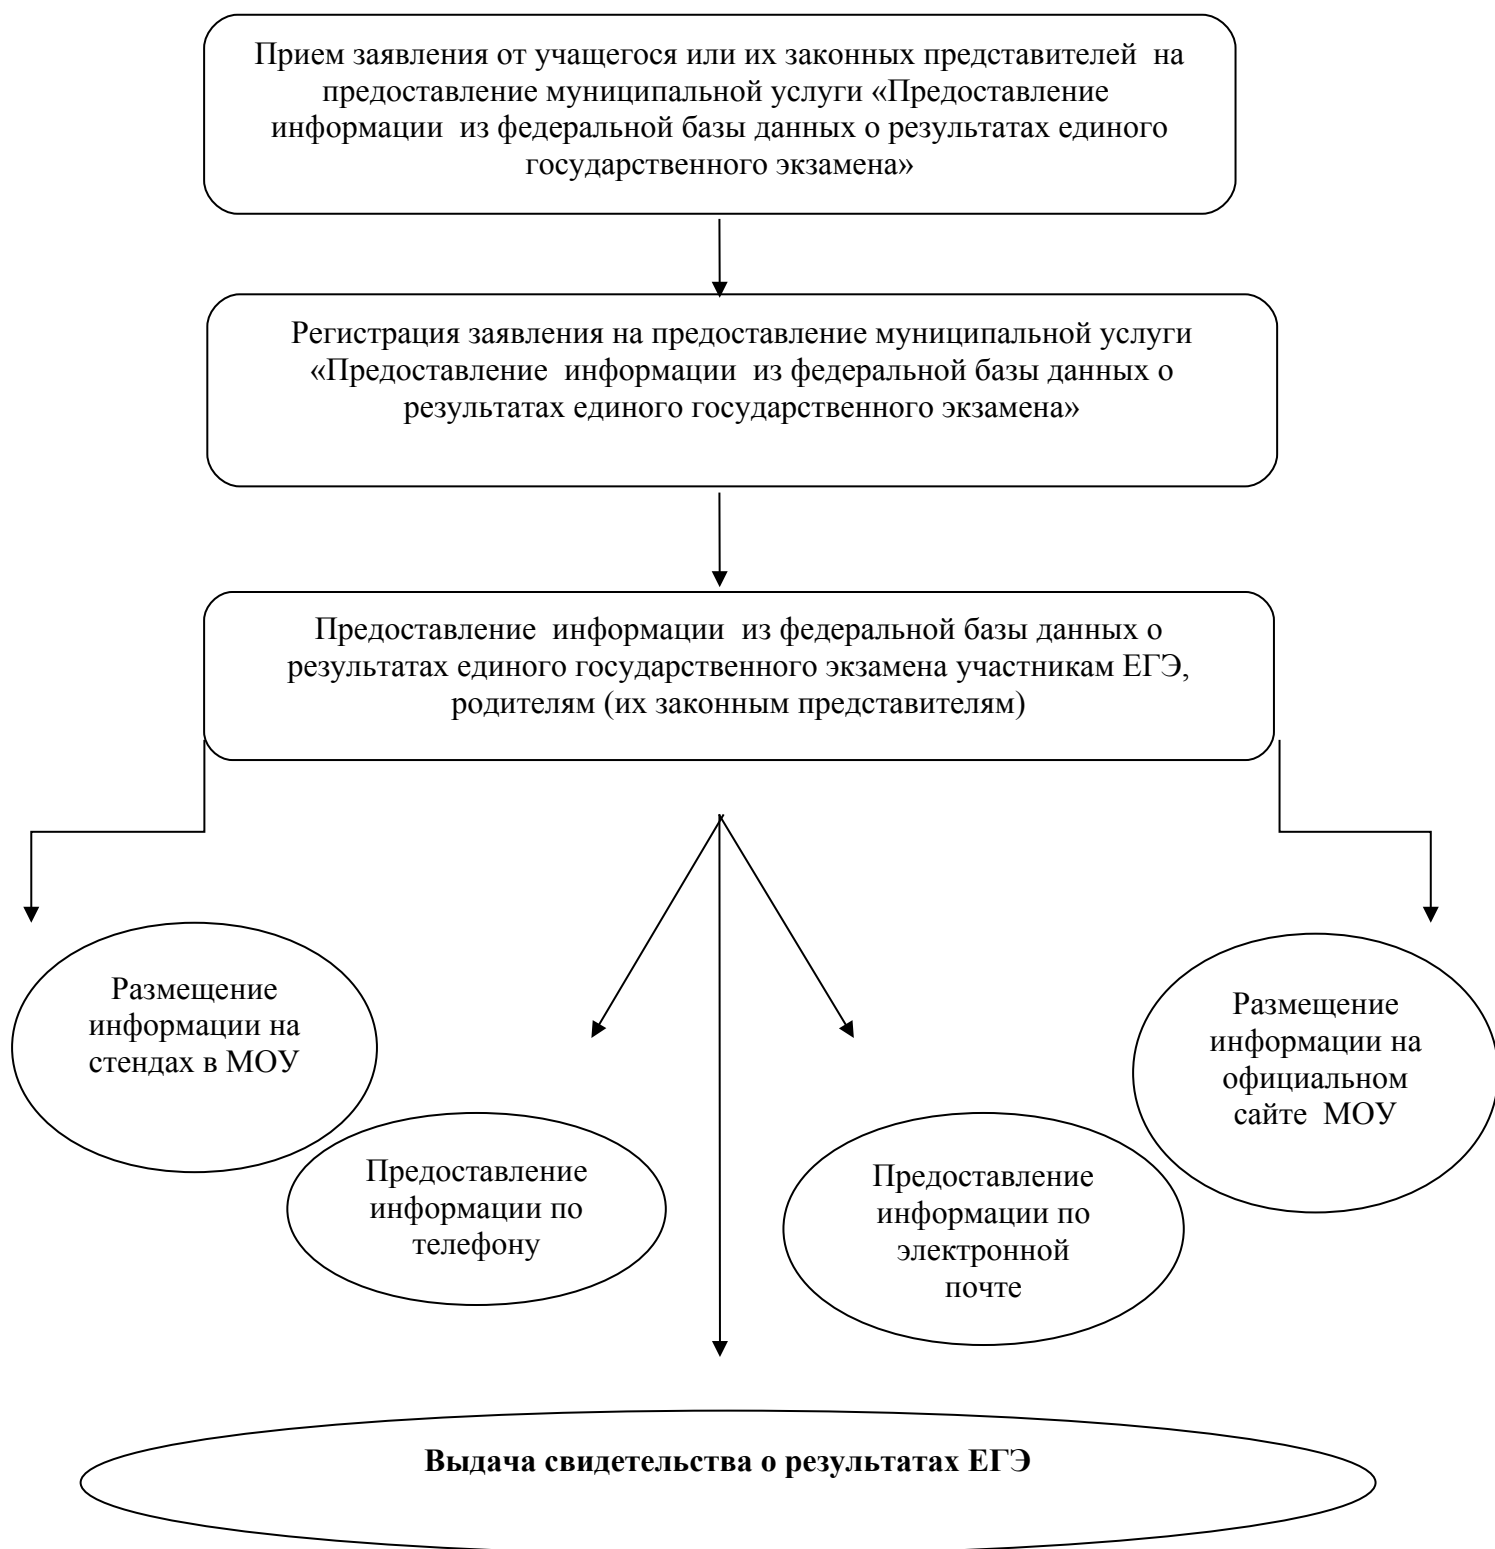 Прием заявления от учащегося или их законных представителей на
предоставление муниципальной услуги «Предоставление
информации из федеральной базы данных о результатах единого
государственного экзамена»
Регистрация заявления на предоставление муниципальной услуги
«Предоставление информации из федеральной базы данных о
результатах единого государственного экзамена»
Предоставление информации из федеральной базы данных о
результатах единого государственного экзамена участникам ЕГЭ,
родителям (их законным представителям)
Размещение
информации на
стендах в МОУ
Предоставление
информации по
телефону
Предоставление
информации по
электронной
почте
Размещение
информации на
официальном
сайте МОУ
Выдача свидетельства о результатах ЕГЭ